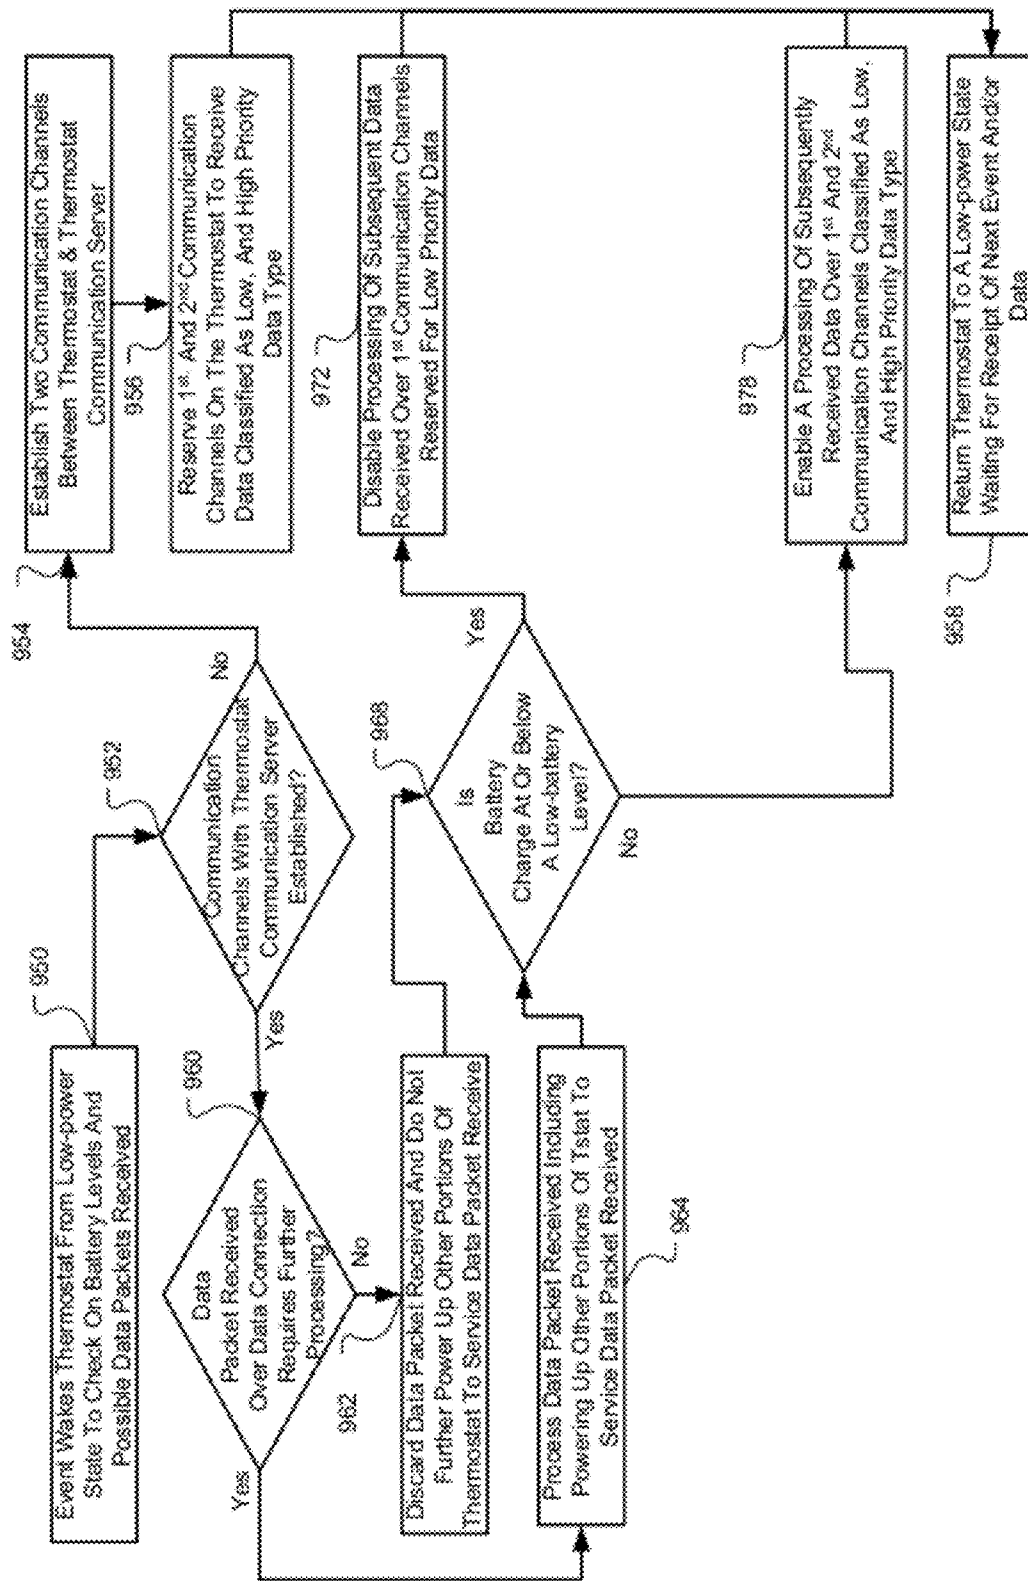 950
Event Wakes Thermostat From Low-power
State To Check On Battery Levels And
Possible Data Packets Received
952
Communication
Channels With Thermostat
Communication Server
Established?
No
Yes
954
Establish Two Communication Channels
Between Thermostat & Thermostat
Communication Server
956
Reserve 1st And 2nd Communication
Channels On The Thermostat To Receive
Data Classified As Low, And High Priority
Data Type
960
Data
Packet Received
Over Data Connection
Requires Further
Processing?
Yes
No
962
Discard Data Packet Received And Do Not
Further Power Up Other Portions Of
Thermostat To Service Data Packet Receive
964
Process Data Packet Received Including
Powering Up Other Portions Of Tstat To
Service Data Packet Received
968
Is
Battery
Charge At Or Below
A Low-battery
Level?
Yes
No
972
Disable Processing Of Subsequent Data
Received Over 1st Communication Channels
Reserved For Low Priority Data
978
Enable A Processing Of Subsequently
Received Data Over 1st And 2nd
Communication Channels Classified As Low,
And High Priority Data Type
958
Return Thermostat To A Low-power State
Waiting For Receipt Of Next Event And/or
Data